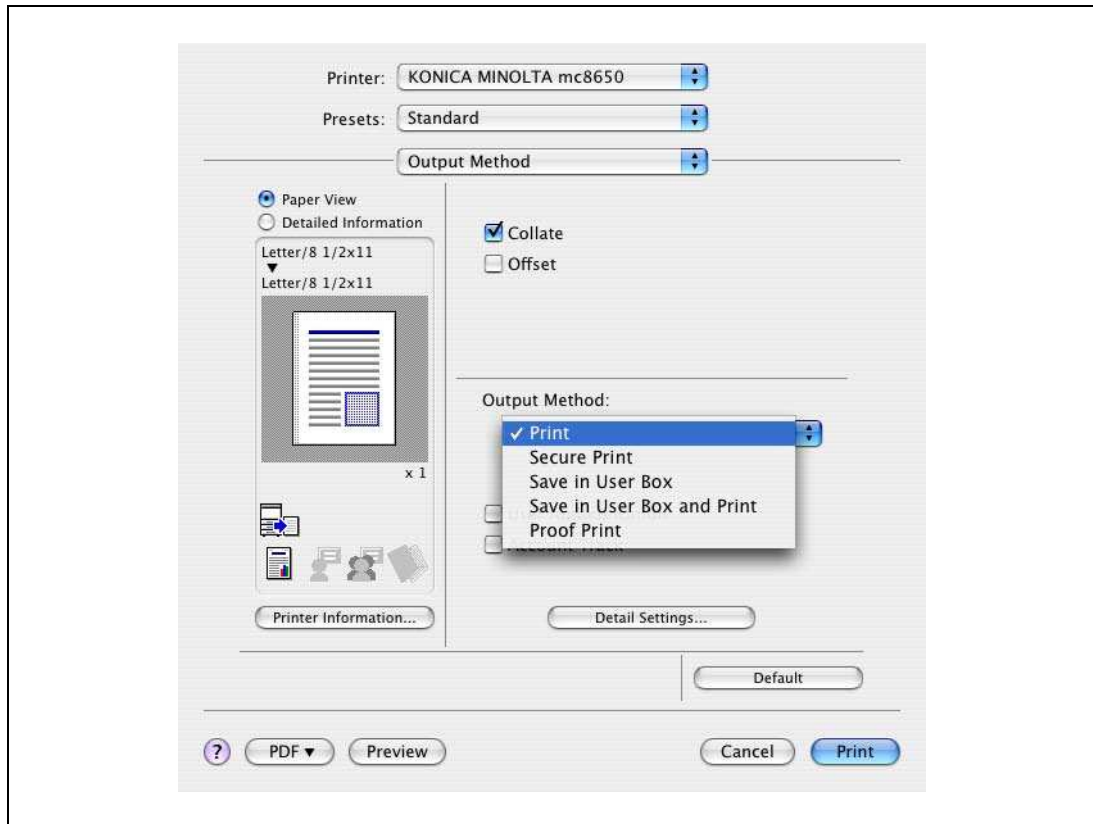 Printer: KONICA MINOLTA mc8650
Presets: Standard
Output Method
Paper View
Detailed Information
Letter/8 1/2x11
Letter/8 1/2x11
x 1
Printer Information...
Collate
Offset
Output Method:
✓ Print
Secure Print
Save in User Box
Save in User Box and Print
Proof Print
Account Track
Detail Settings...
Default
? PDF ▼ Preview Cancel Print